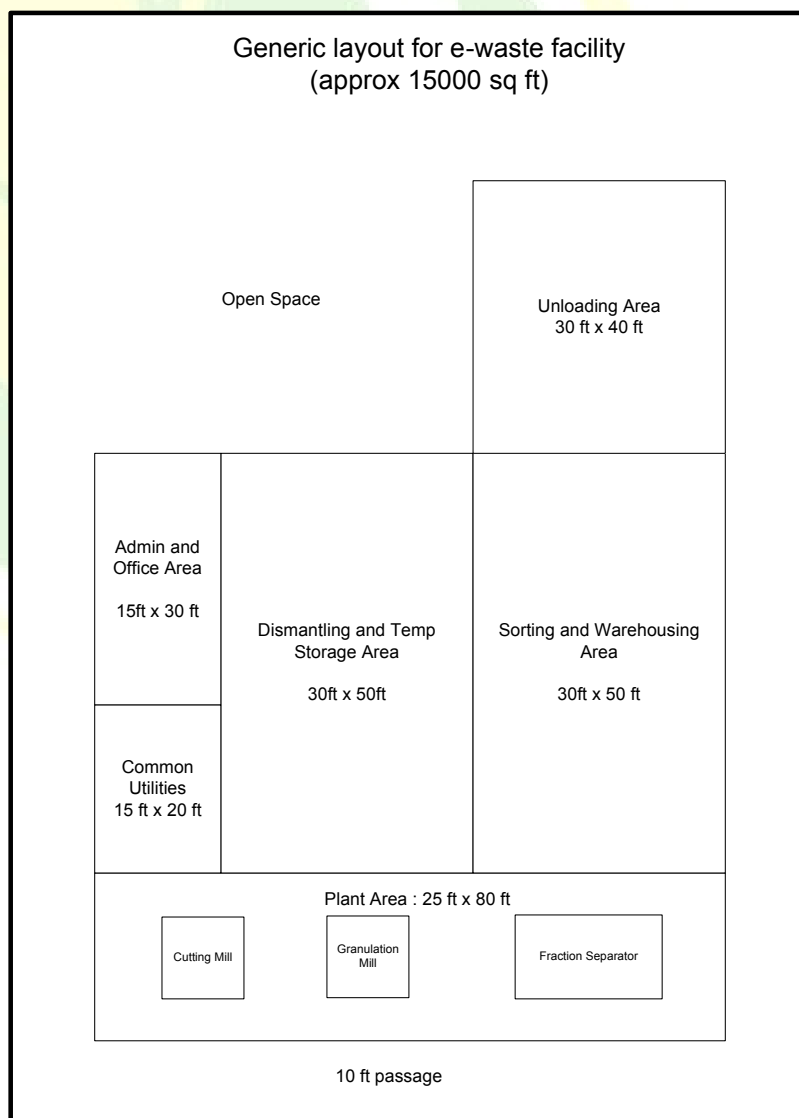 Generic layout for e-waste facility
(approx 15000 sq ft)
Open Space
Unloading Area
30 ft x 40 ft
Admin and
Office Area
15ft x 30 ft
Dismantling and Temp
Storage Area
30ft x 50ft
Sorting and Warehousing
Area
30ft x 50 ft
Common
Utilities
15 ft x 20 ft
Plant Area : 25 ft x 80 ft
Cutting Mill
Granulation
Mill
Fraction Separator
10 ft passage